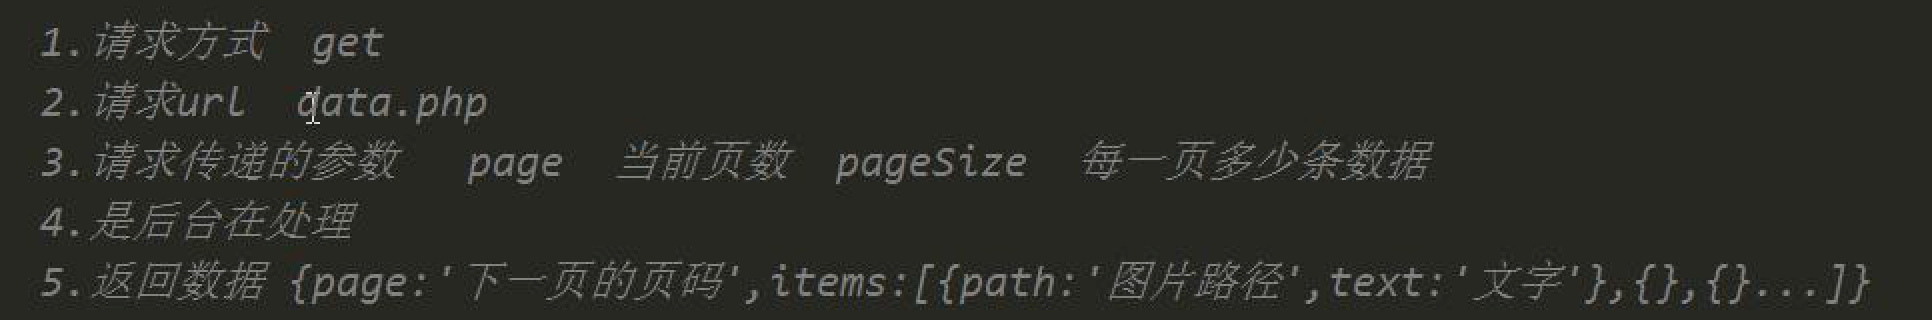 1.请求方式  get
2.请求url  data.php
3.请求传递的参数   page  当前页数  pageSize  每一页多少条数据
4.是后台在处理
5.返回数据 {page:'下一页的页码',items:[{path:'图片路径',text:'文字'},{},{}...]}